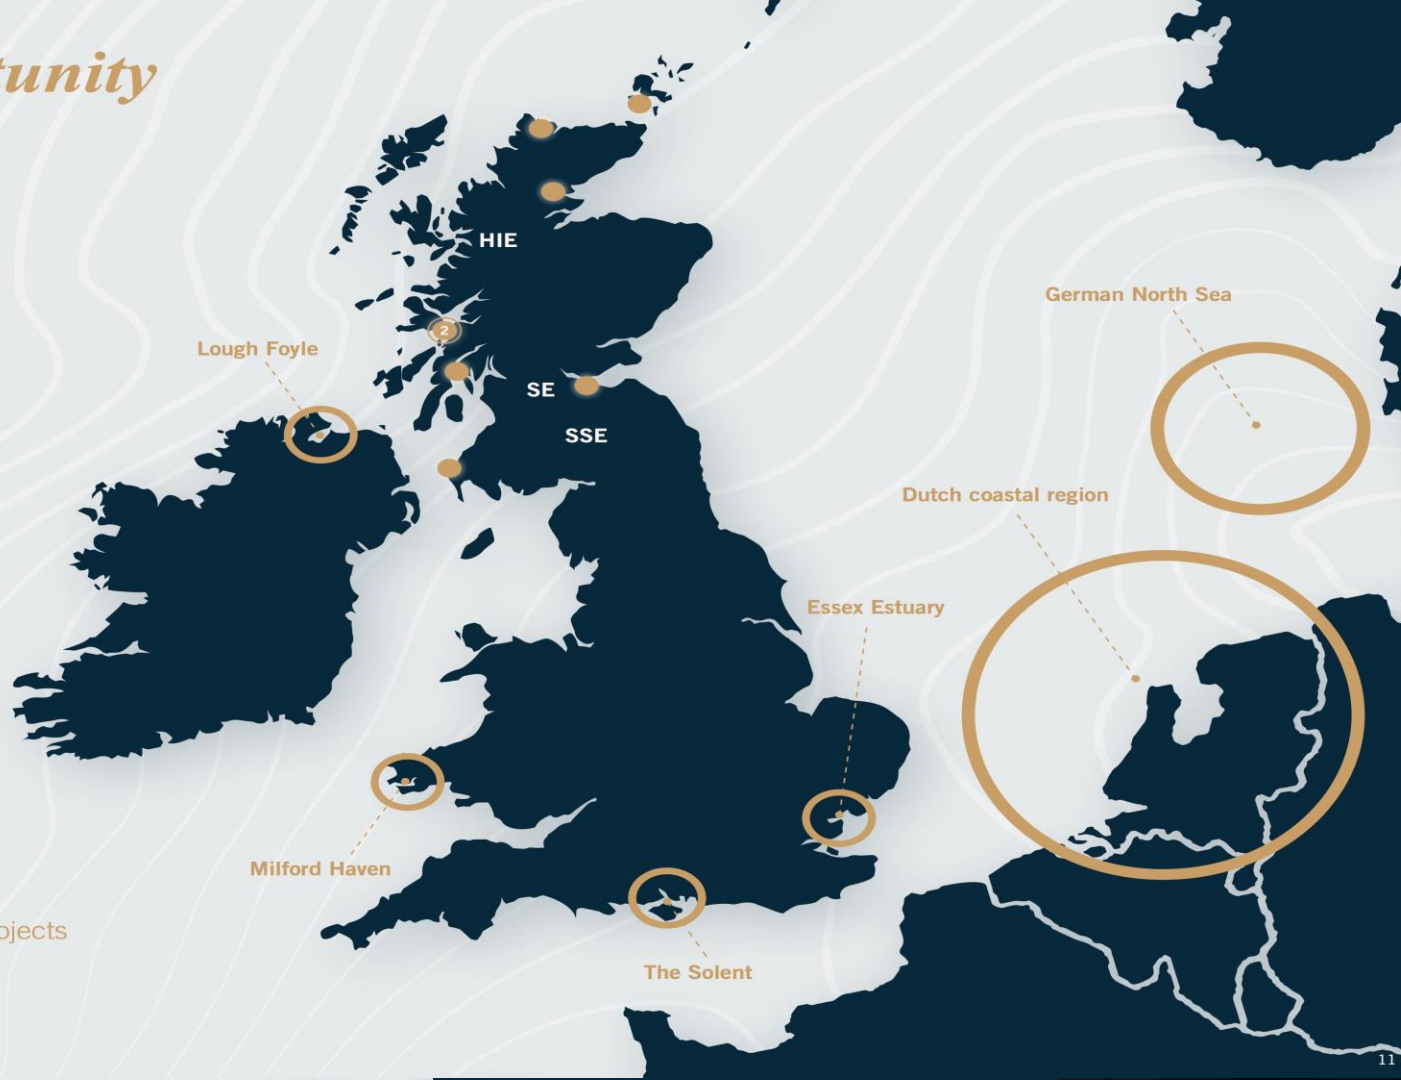 tunity
HIE
German North Sea
2
Lough Foyle
SE
SSE
Dutch coastal region
Essex Estuary
Milford Haven
ojects
The Solent
11